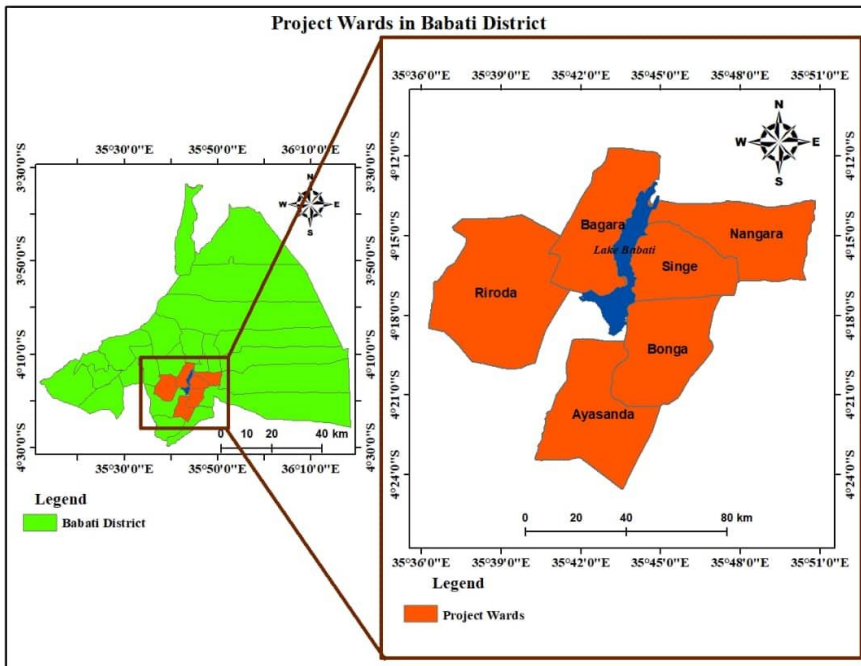 Project Wards in Babati District
35°30'0"E 35°50'0"E 36°10'0"E
3°30'0"S
3°30'0"S
N
W E
S
3°50'0"S
3°50'0"S
4°10'0"S
4°10'0"S
4°30'0"S
4°30'0"S
0 10 20 40 km
35°30'0"E 35°50'0"E 36°10'0"E
Legend
Babati District
35°36'0"E 35°39'0"E 35°42'0"E 35°45'0"E 35°48'0"E 35°51'0"E
N
W E
S
4°12'0"S
4°12'0"S
4°15'0"S
4°15'0"S
4°18'0"S
4°18'0"S
4°21'0"S
4°21'0"S
4°24'0"S
4°24'0"S
Bagara
Nangara
Lake Babati
Singe
Riroda
Bonga
Ayasanda
0 20 40 80 km
35°36'0"E 35°39'0"E 35°42'0"E 35°45'0"E 35°48'0"E 35°51'0"E
Legend
Project Wards